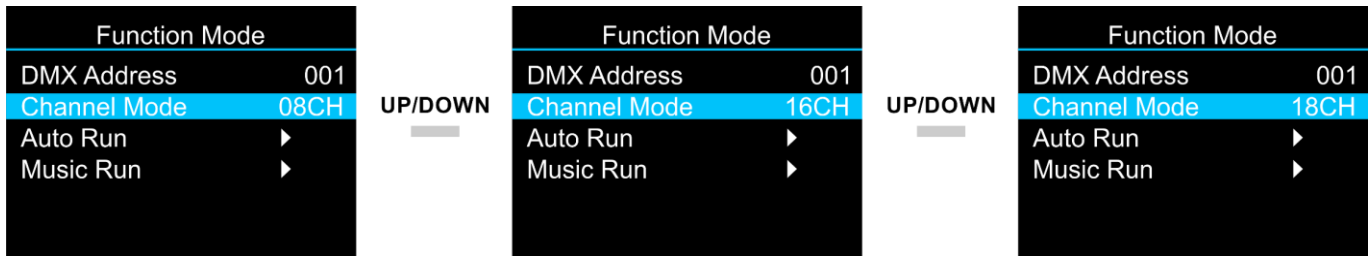 Function Mode
DMX Address 001
Channel Mode 08CH
Auto Run
Music Run
UP/DOWN
Function Mode
DMX Address 001
Channel Mode 16CH
Auto Run
Music Run
UP/DOWN
Function Mode
DMX Address 001
Channel Mode 18CH
Auto Run
Music Run